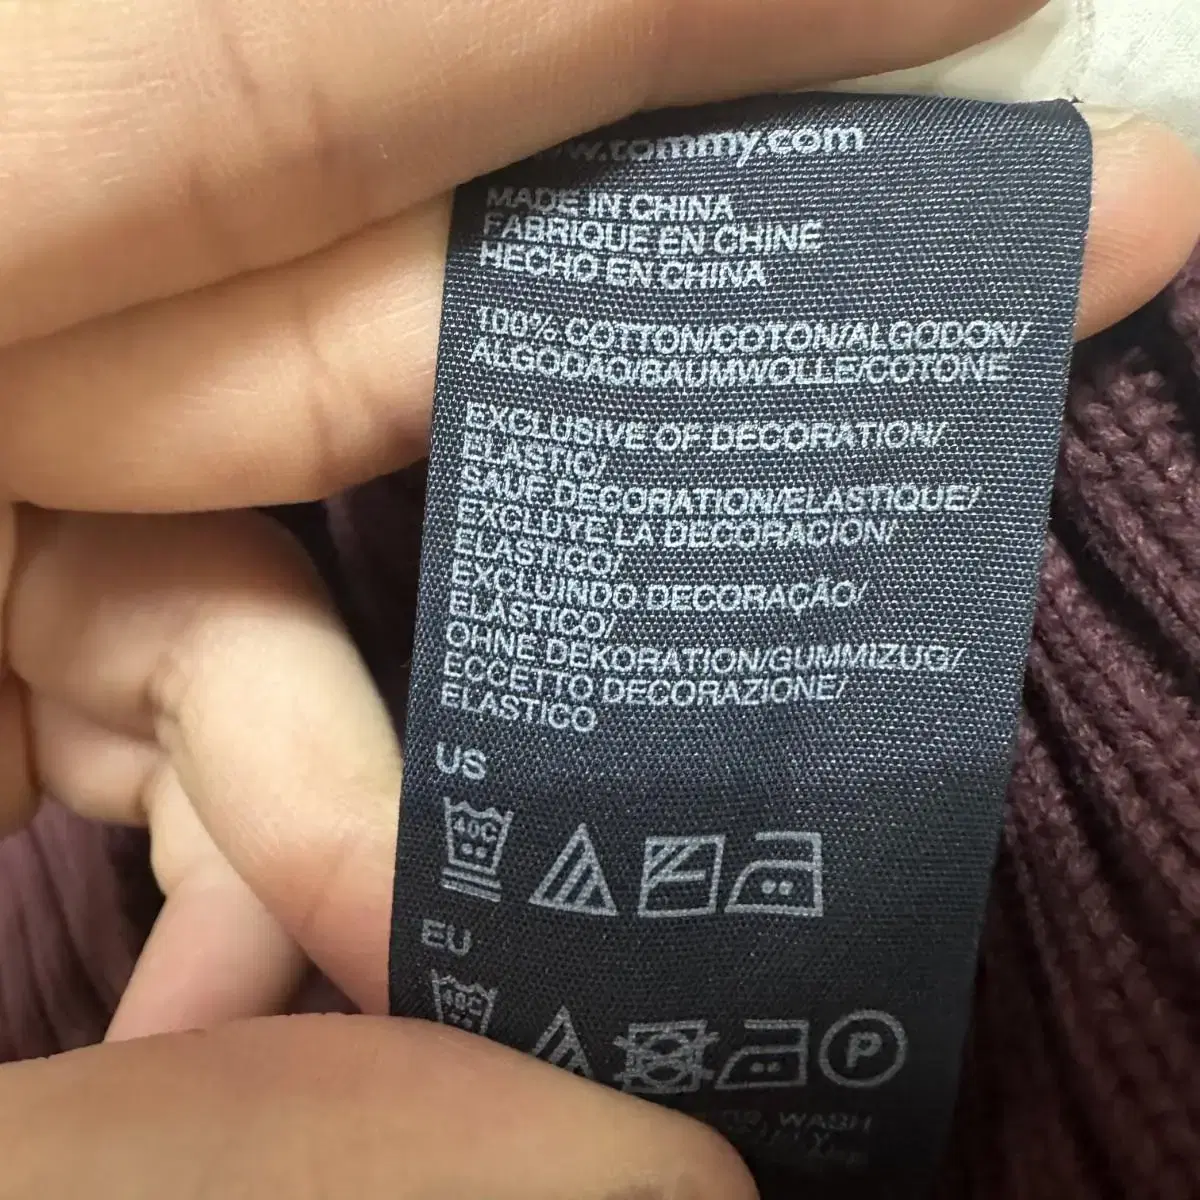 www.tommy.com
MADE IN CHINA
FABRIQUE EN CHINE
HECHO EN CHINA
100% COTTON/COTON/ALGODON/
ALGODAO/BAUMWOLLE/COTONE
EXCLUSIVE OF DECORATION/
ELASTIC/
SAUF DECORATION/ELASTIQUE/
EXCLUYE LA DECORACION/
ELASTICO/
EXCLUINDO DECORAÇÃO/
ELASTICO/
OHNE DEKORATION/GUMMIZUG/
ECCETTO DECORAZIONE/
ELASTICO
US
40C
EU
40C
P
WASH